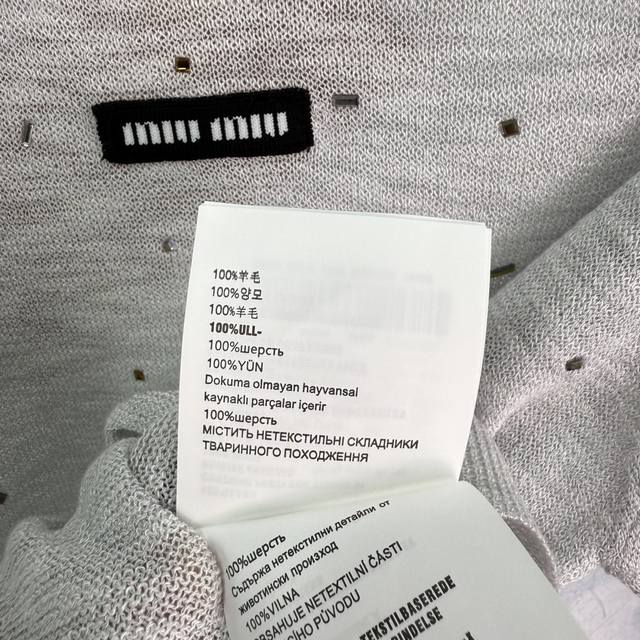 miu miu
100%羊毛
100%양모
100%羊毛
100%ULL-
100%шерсть
100%YÜN
Dokuma olmayan hayvansal
kaynaklı parçalar içerir
100%шерсть
МІСТИТЬ НЕТЕКСТИЛЬНІ СКЛАДНИКИ
ТВАРИННОГО ПОХОДЖЕННЯ
100%шерсть
Съдържа нетекстилни детайли от
животински произход
100%VLNA
OBSAHUJE NETEXTILNÍ ČÁSTI
PŮVODU